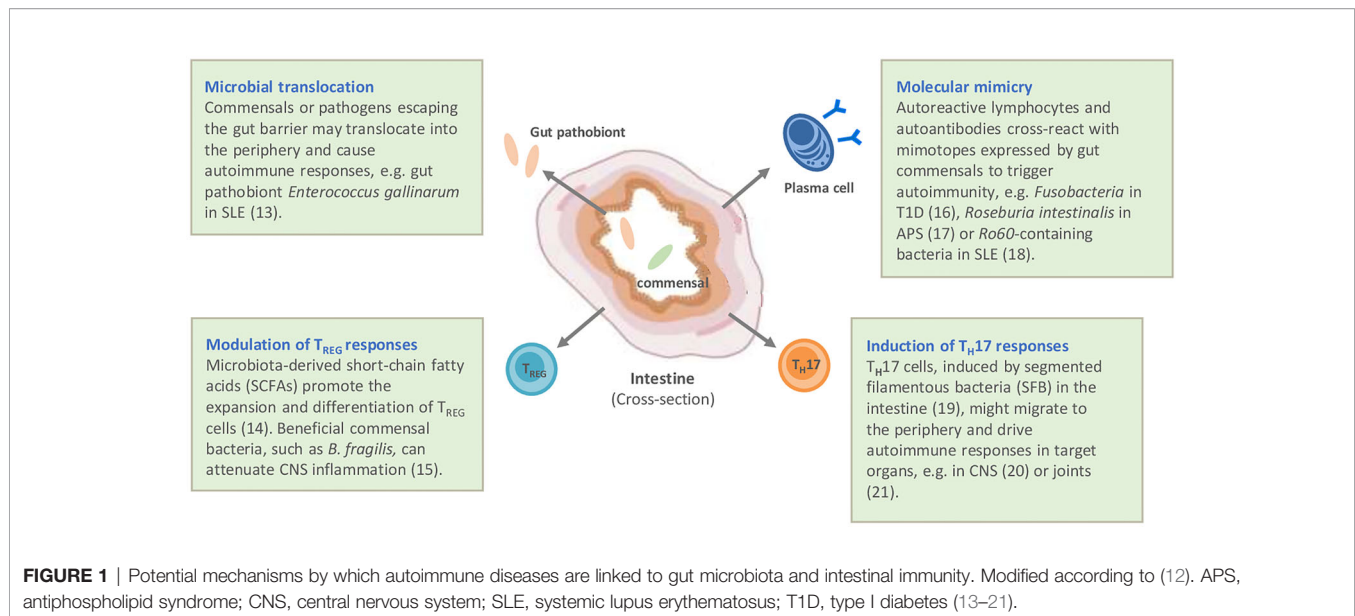 Microbial translocation
Commensals or pathogens escaping
the gut barrier may translocate into
the periphery and cause
autoimmune responses, e.g. gut
pathobiont Enterococcus gallinarum
in SLE (13).
Gut pathobiont
Plasma cell
Molecular mimicry
Autoreactive lymphocytes and
autoantibodies cross-react with
mimotopes expressed by gut
commensals to trigger
autoimmunity, e.g. Fusobacteria in
T1D (16), Roseburia intestinalis in
APS (17) or Ro60-containing
bacteria in SLE (18).
commensal
Modulation of TREG responses
Microbiota-derived short-chain fatty
acids (SCFAs) promote the
expansion and differentiation of TREG
cells (14). Beneficial commensal
bacteria, such as B. fragilis, can
attenuate CNS inflammation (15).
TREG
Intestine
(Cross-section)
TH17
Induction of TH17 responses
TH17 cells, induced by segmented
filamentous bacteria (SFB) in the
intestine (19), might migrate to
the periphery and drive
autoimmune responses in target
organs, e.g. in CNS (20) or joints
(21).
FIGURE 1 | Potential mechanisms by which autoimmune diseases are linked to gut microbiota and intestinal immunity. Modified according to (12). APS,
antiphospholipid syndrome; CNS, central nervous system; SLE, systemic lupus erythematosus; T1D, type I diabetes (13–21).